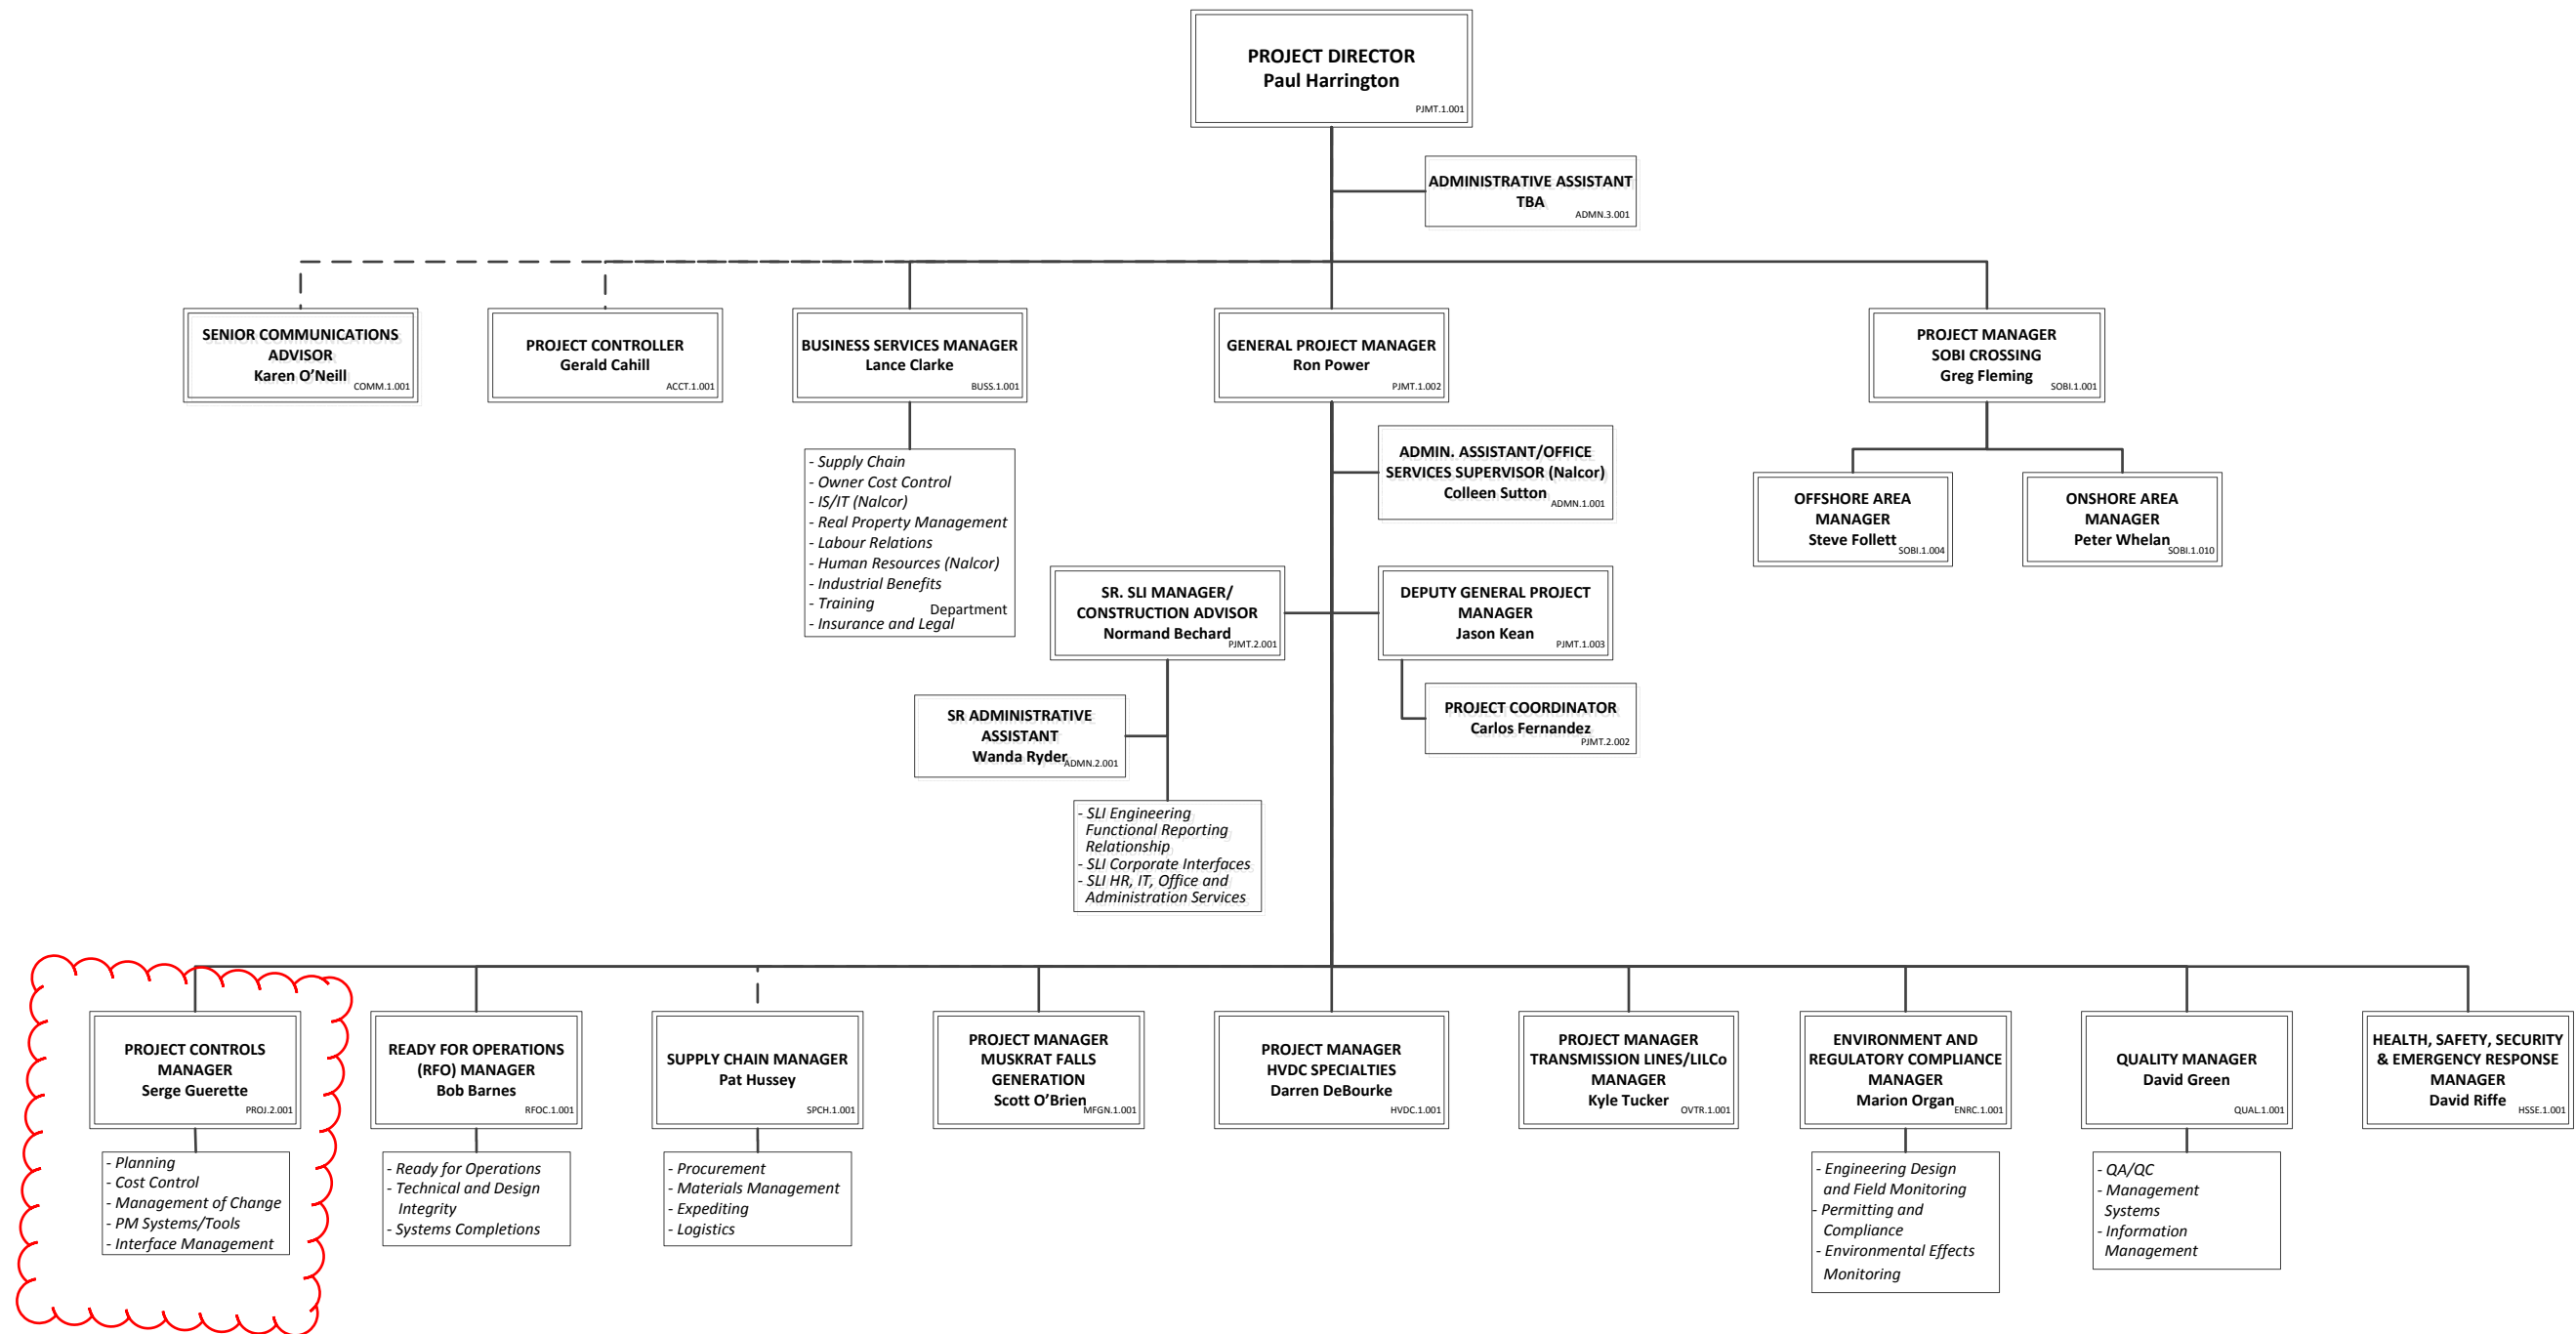 PROJECT DIRECTOR
Paul Harrington
PJMT.1.001
ADMINISTRATIVE ASSISTANT
TBA
ADMN.3.001
SENIOR COMMUNICATIONS
ADVISOR
Karen O’Neill
COMM.1.001
PROJECT CONTROLLER
Gerald Cahill
ACCT.1.001
BUSINESS SERVICES MANAGER
Lance Clarke
BUSS.1.001
GENERAL PROJECT MANAGER
Ron Power
PJMT.1.002
PROJECT MANAGER
SOBI CROSSING
Greg Fleming
SOBI.1.001
- Supply Chain
- Owner Cost Control
- IS/IT (Nalcor)
- Real Property Management
- Labour Relations
- Human Resources (Nalcor)
- Industrial Benefits
- Training
Department
- Insurance and Legal
ADMIN. ASSISTANT/OFFICE
SERVICES SUPERVISOR (Nalcor)
Colleen Sutton
ADMN.1.001
OFFSHORE AREA
MANAGER
Steve Follett
SOBI.1.004
ONSHORE AREA
MANAGER
Peter Whelan
SOBI.1.010
SR. SLI MANAGER/
CONSTRUCTION ADVISOR
Normand Bechard
PJMT.2.001
DEPUTY GENERAL PROJECT
MANAGER
Jason Kean
PJMT.1.003
SR ADMINISTRATIVE
ASSISTANT
Wanda Ryder
ADMN.2.001
PROJECT COORDINATOR
Carlos Fernandez
PJMT.2.002
- SLI Engineering
Functional Reporting
Relationship
- SLI Corporate Interfaces
- SLI HR, IT, Office and
Administration Services
PROJECT CONTROLS
MANAGER
Serge Guerette
PROJ.2.001
READY FOR OPERATIONS
(RFO) MANAGER
Bob Barnes
RFOC.1.001
SUPPLY CHAIN MANAGER
Pat Hussey
SPCH.1.001
PROJECT MANAGER
MUSKRAT FALLS
GENERATION
Scott O’Brien
MFGN.1.001
PROJECT MANAGER
HVDC SPECIALTIES
Darren DeBourke
HVDC.1.001
PROJECT MANAGER
TRANSMISSION LINES/LILCo
MANAGER
Kyle Tucker
OVTR.1.001
ENVIRONMENT AND
REGULATORY COMPLIANCE
MANAGER
Marion Organ
ENRC.1.001
QUALITY MANAGER
David Green
QUAL.1.001
HEALTH, SAFETY, SECURITY
& EMERGENCY RESPONSE
MANAGER
David Riffe
HSSE.1.001
- Planning
- Cost Control
- Management of Change
- PM Systems/Tools
- Interface Management
- Ready for Operations
- Technical and Design
Integrity
- Systems Completions
- Procurement
- Materials Management
- Expediting
- Logistics
- Engineering Design
and Field Monitoring
- Permitting and
Compliance
- Environmental Effects
Monitoring
- QA/QC
- Management
Systems
- Information
Management